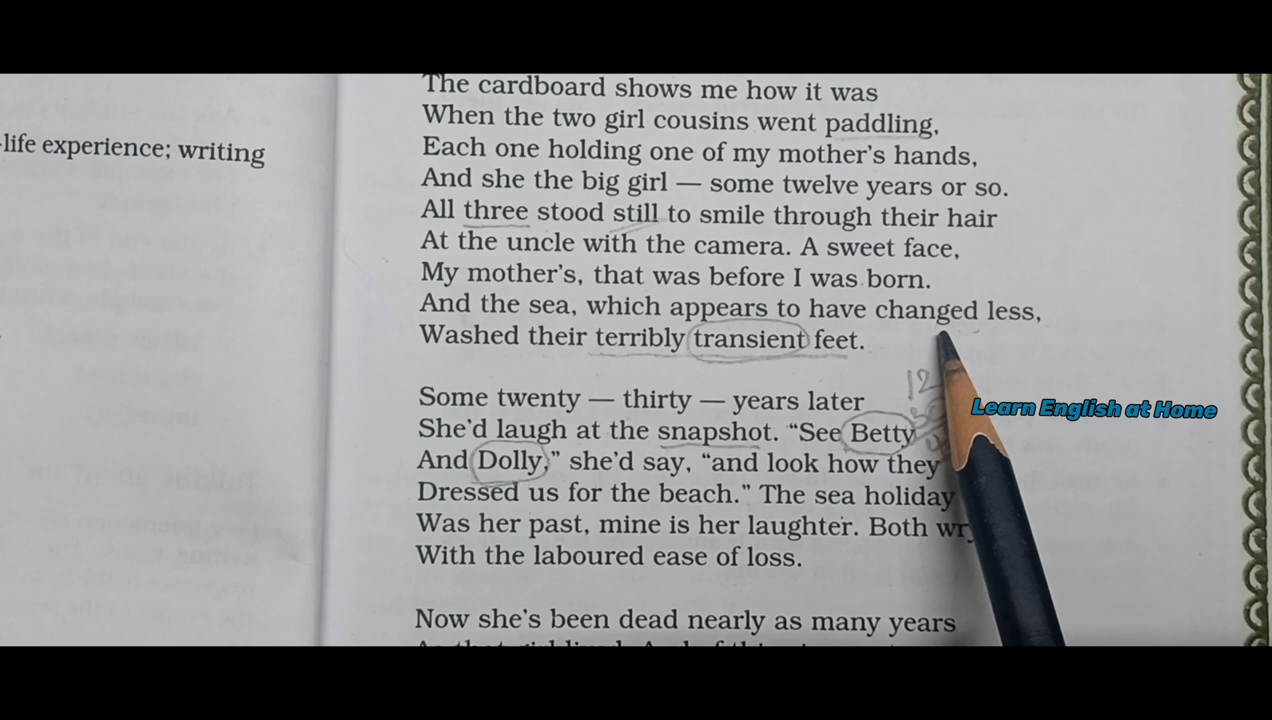 -life experience; writing
The cardboard shows me how it was
When the two girl cousins went paddling,
Each one holding one of my mother's hands,
And she the big girl — some twelve years or so.
All three stood still to smile through their hair
At the uncle with the camera. A sweet face,
My mother's, that was before I was born.
And the sea, which appears to have changed less,
Washed their terribly transient feet.
Some twenty — thirty — years later
She'd laugh at the snapshot. “See Betty
And Dolly,” she'd say, “and look how they
Dressed us for the beach.” The sea holiday
Was her past, mine is her laughter. Both wry
With the laboured ease of loss.
Now she's been dead nearly as many years
12
Learn English at Home